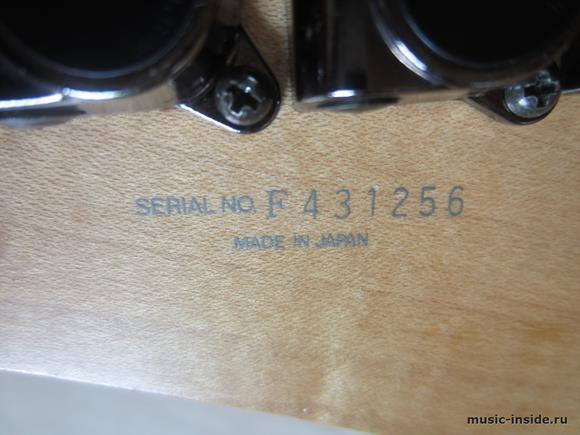 SERIAL NO. F 431256
MADE IN JAPAN
music-inside.ru